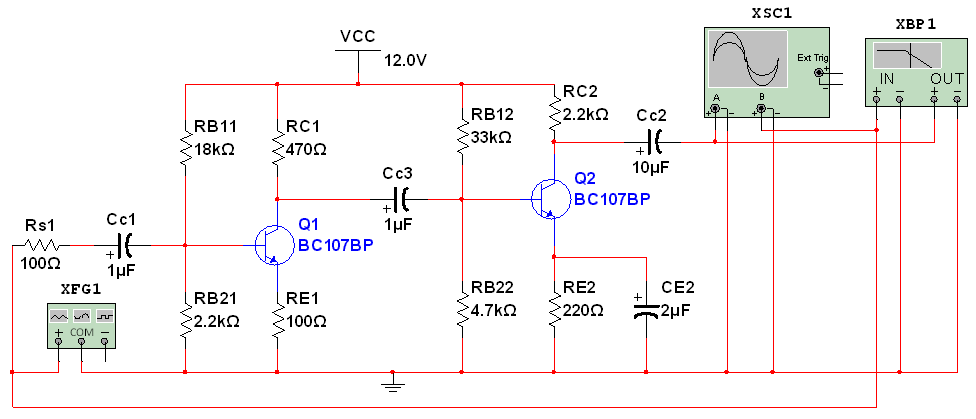 XSC1
XBP1
VCC
12.0V
Ext Trig
+
−
A
B
+ − + −
IN OUT
+ − + −
RB11
18kΩ
RC1
470Ω
RB12
33kΩ
RC2
2.2kΩ
Cc2
+
10µF
Cc3
+
1µF
Q2
BC107BP
Q1
BC107BP
Rs1
100Ω
Cc1
+
1µF
XFG1
COM
+ −
RB21
2.2kΩ
RE1
100Ω
RB22
4.7kΩ
RE2
220Ω
CE2
+
2µF